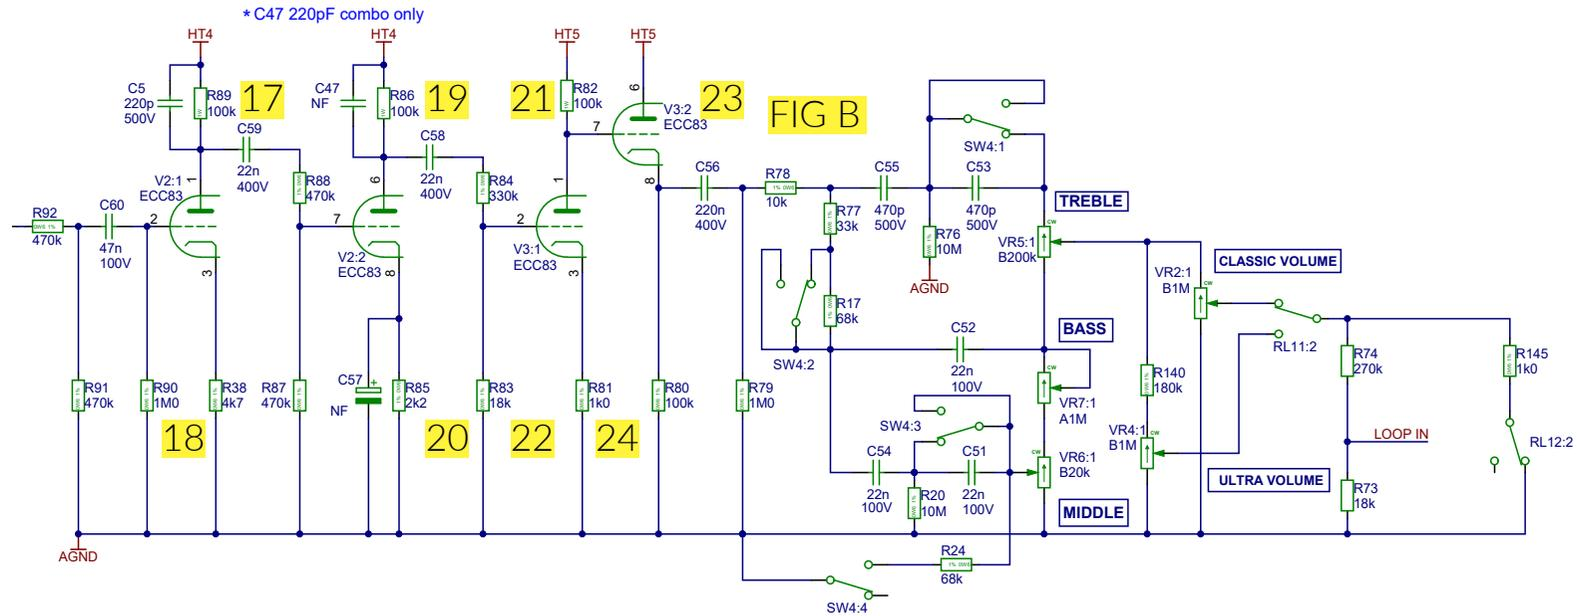 * C47 220pF combo only
HT4
HT4
HT5
HT5
C5
220p
500V
R89
100k
17
C47
NF
R86
100k
19
21
R82
100k
6
V3:2
ECC83
23
FIG B
SW4:1
C59
22n
400V
C58
22n
400V
7
V2:1
ECC83
1
R88
470k
6
R84
330k
1
8
C56
220n
400V
R78
10k
C55
470p
500V
C53
470p
500V
TREBLE
R92
470k
C60
47n
100V
2
3
7
V2:2
ECC83
8
2
V3:1
ECC83
3
R77
33k
R76
10M
AGND
VR5:1
B200k
cw
VR2:1
B1M
cw
CLASSIC VOLUME
R17
68k
SW4:2
C52
22n
100V
BASS
RL11:2
R74
270k
R145
1k0
R91
470k
R90
1M0
R38
4k7
R87
470k
C57
+
NF
R85
2k2
R83
18k
R81
1k0
R80
100k
R79
1M0
cw
VR7:1
A1M
R140
180k
18
20
22
24
SW4:3
C54
22n
100V
C51
22n
100V
R20
10M
cw
VR6:1
B20k
MIDDLE
VR4:1
B1M
cw
ULTRA VOLUME
LOOP IN
RL12:2
R73
18k
AGND
R24
68k
SW4:4